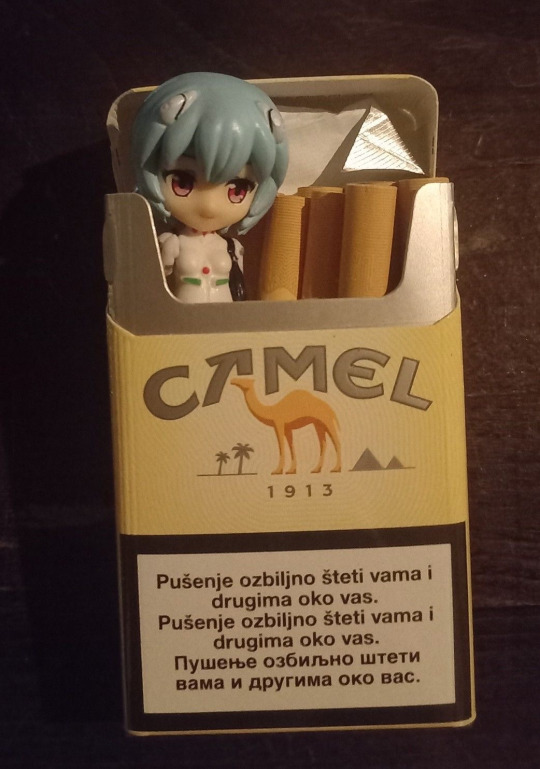 CAMEL
1913
Pušenje ozbiljno šteti vama i
drugima oko vas.
Pušenje ozbiljno šteti vama i
drugima oko vas.
Пушење озбиљно штети
вама и другима око вас.